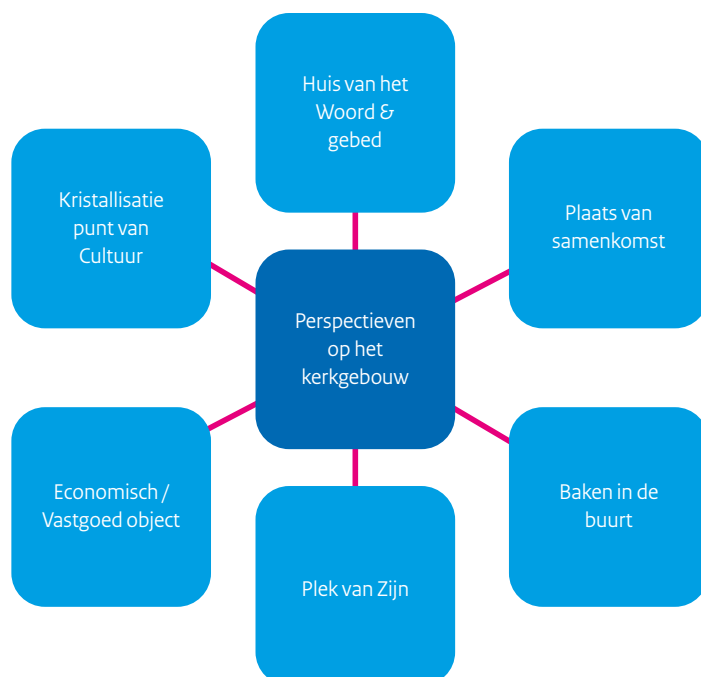 Huis van het
Woord &
gebed
Kristallisatie
punt van
Cultuur
Plaats van
samenkomst
Perspectieven
op het
kerkgebouw
Economisch /
Vastgoed object
Baken in de
buurt
Plek van Zijn